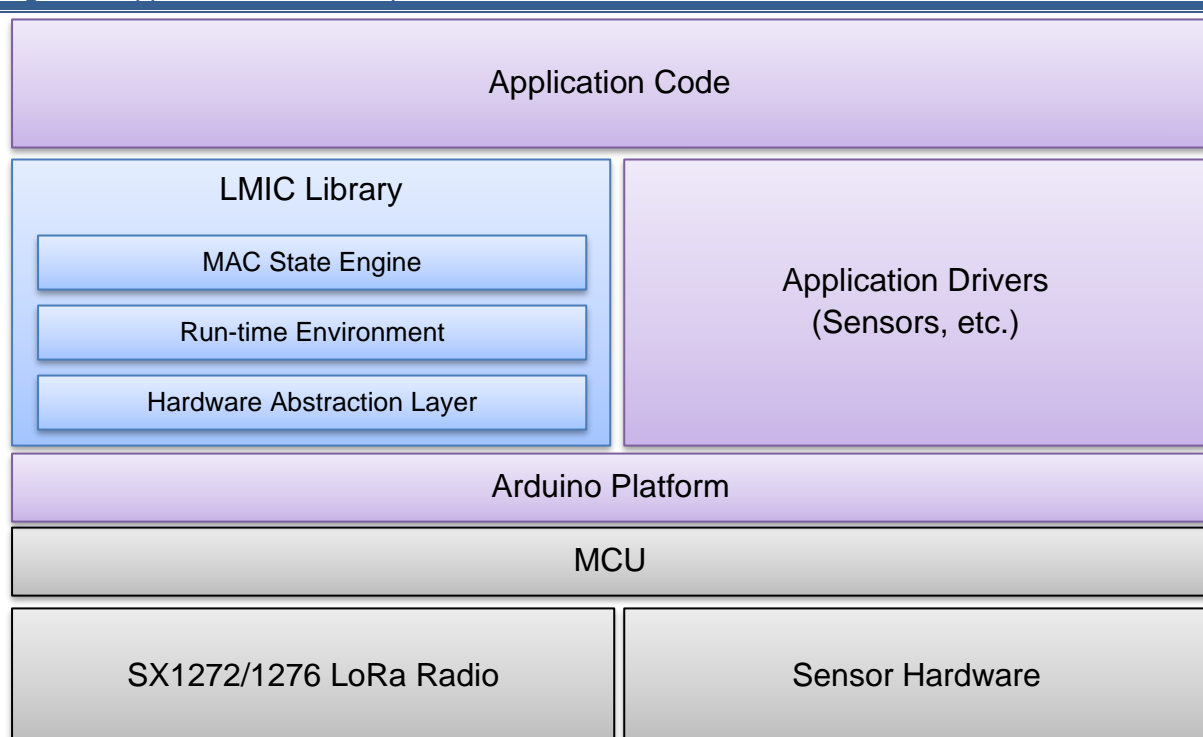 Application Code
LMIC Library
MAC State Engine
Run-time Environment
Hardware Abstraction Layer
Application Drivers
(Sensors, etc.)
Arduino Platform
MCU
SX1272/1276 LoRa Radio
Sensor Hardware